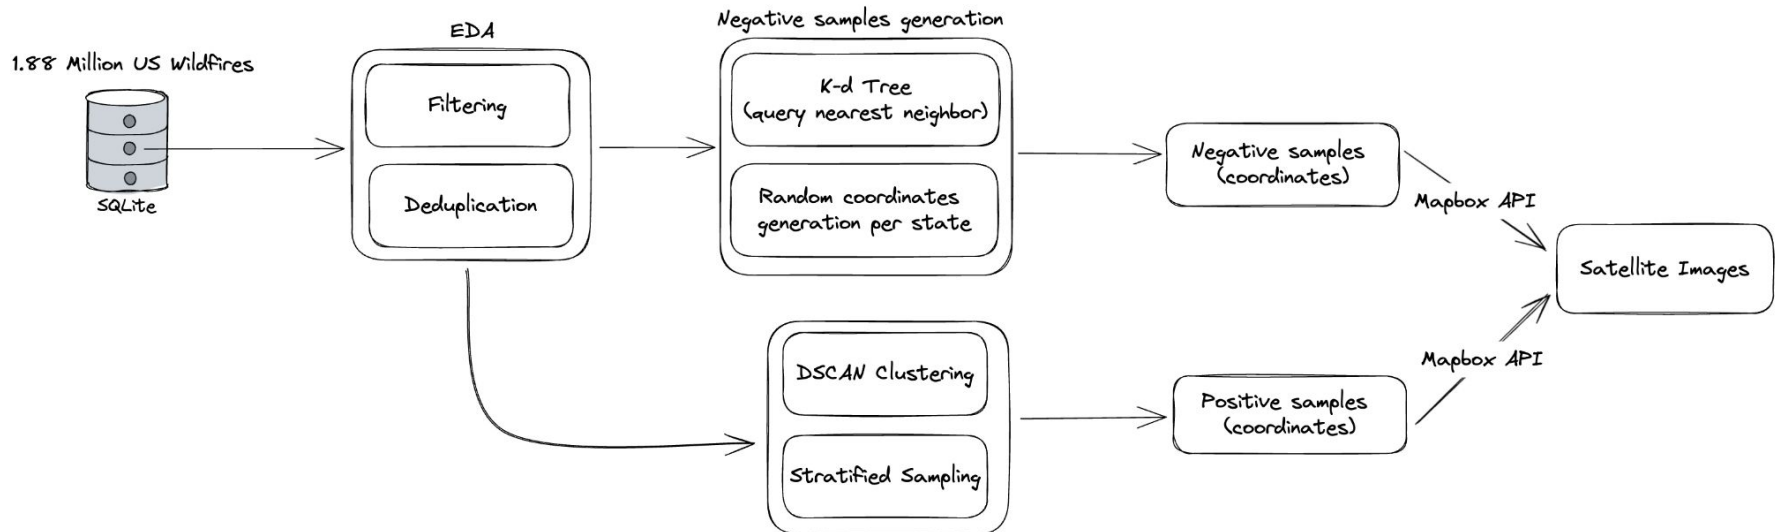 1.88 Million US Wildfires
SQLite
EDA
Filtering
Deduplication
Negative samples generation
K-d Tree
(query nearest neighbor)
Random coordinates
generation per state
DSCAN Clustering
Stratified Sampling
Negative samples
(coordinates)
Positive samples
(coordinates)
Mapbox API
Mapbox API
Satellite Images